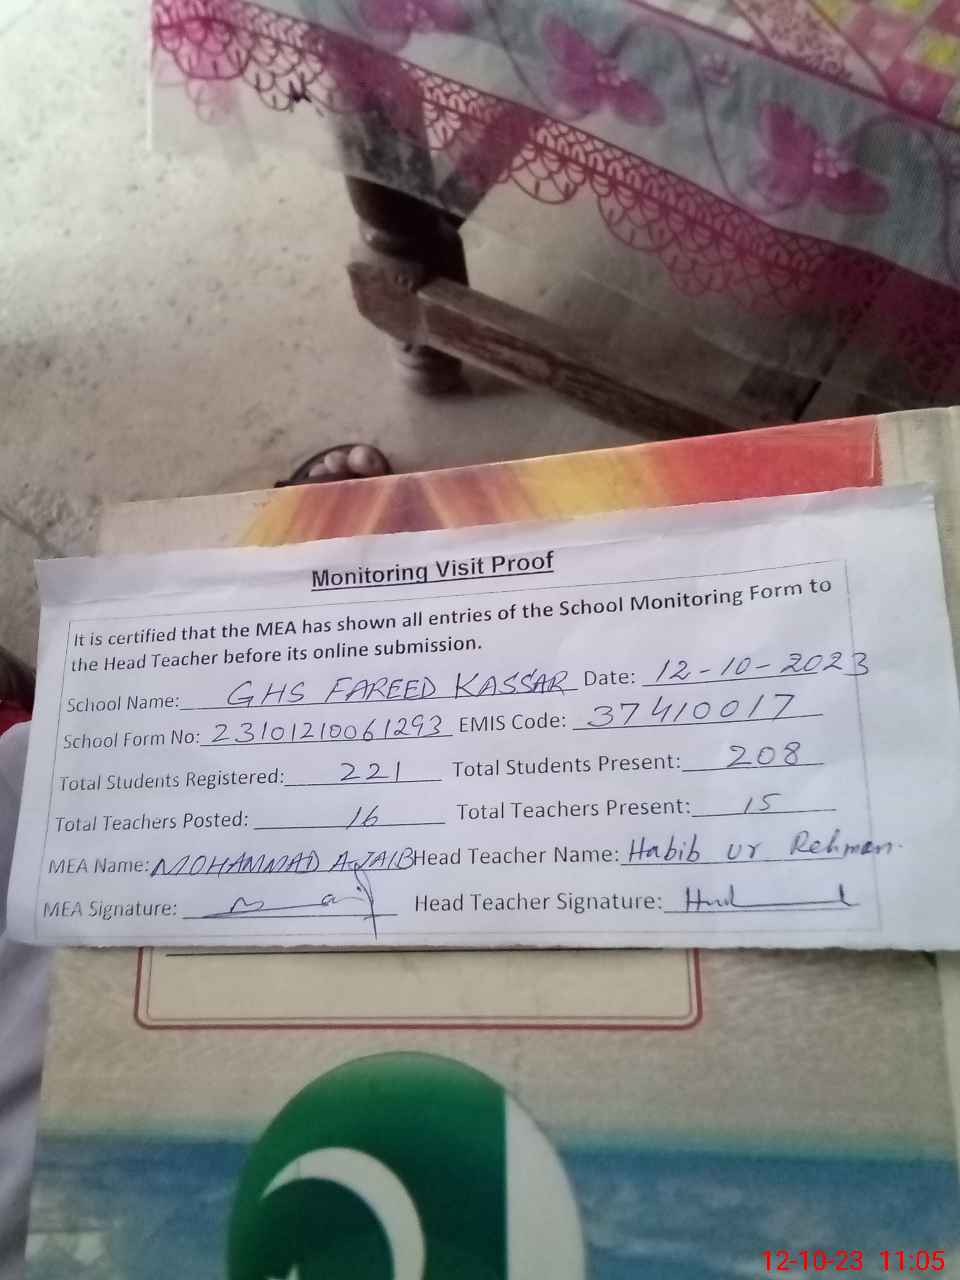 Monitoring Visit Proof
It is certified that the MEA has shown all entries of the School Monitoring Form to
the Head Teacher before its online submission.
School Name: GHS FAREED KASSAR Date: 12-10-2023
School Form No: 23101210061293 EMIS Code: 37410017
Total Students Registered: 221 Total Students Present: 208
Total Teachers Posted: 16 Total Teachers Present: 15
MEA Name: MOHAMMAD AJAIB Head Teacher Name: Habib ur Rehman.
MEA Signature: Head Teacher Signature:
12-10-23 11:05